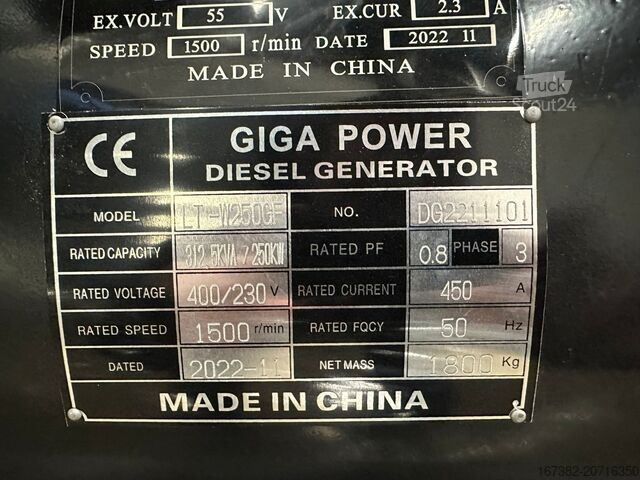 EX.VOLT 55 V EX.CUR 2.3 A
SPEED 1500 r/min DATE 2022 11
MADE IN CHINA
Truck
Scout24
CE GIGA POWER
DIESEL GENERATOR
MODEL LT-W250GF NO. DG2211101
RATED CAPACITY 312.5KVA/250KW RATED PF 0.8 PHASE 3
RATED VOLTAGE 400/230 V RATED CURRENT 450 A
RATED SPEED 1500 r/min RATED FQCY 50 Hz
DATED 2022-11 NET MASS 1800 Kg
MADE IN CHINA
167382-20716350